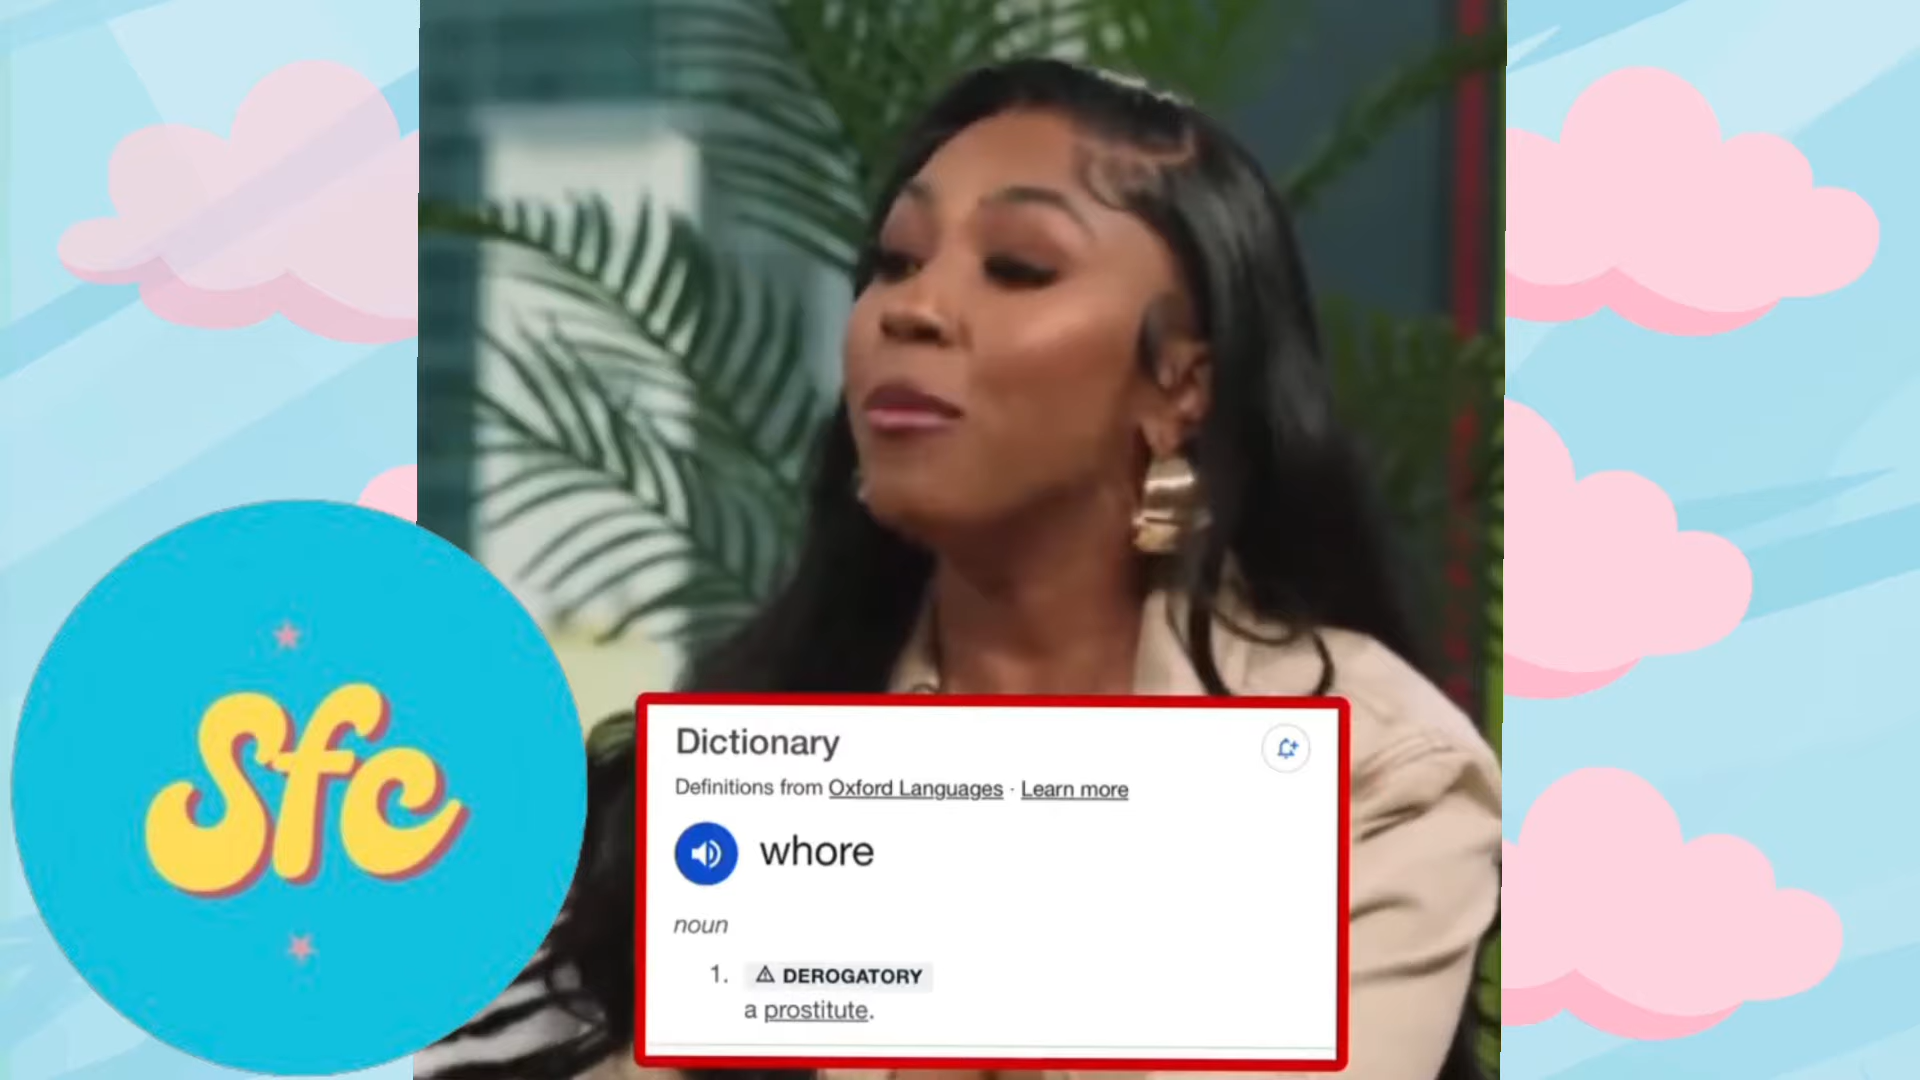 Sfc
Dictionary
Definitions from Oxford Languages · Learn more
whore
noun
1. ⚠ DEROGATORY
a prostitute.